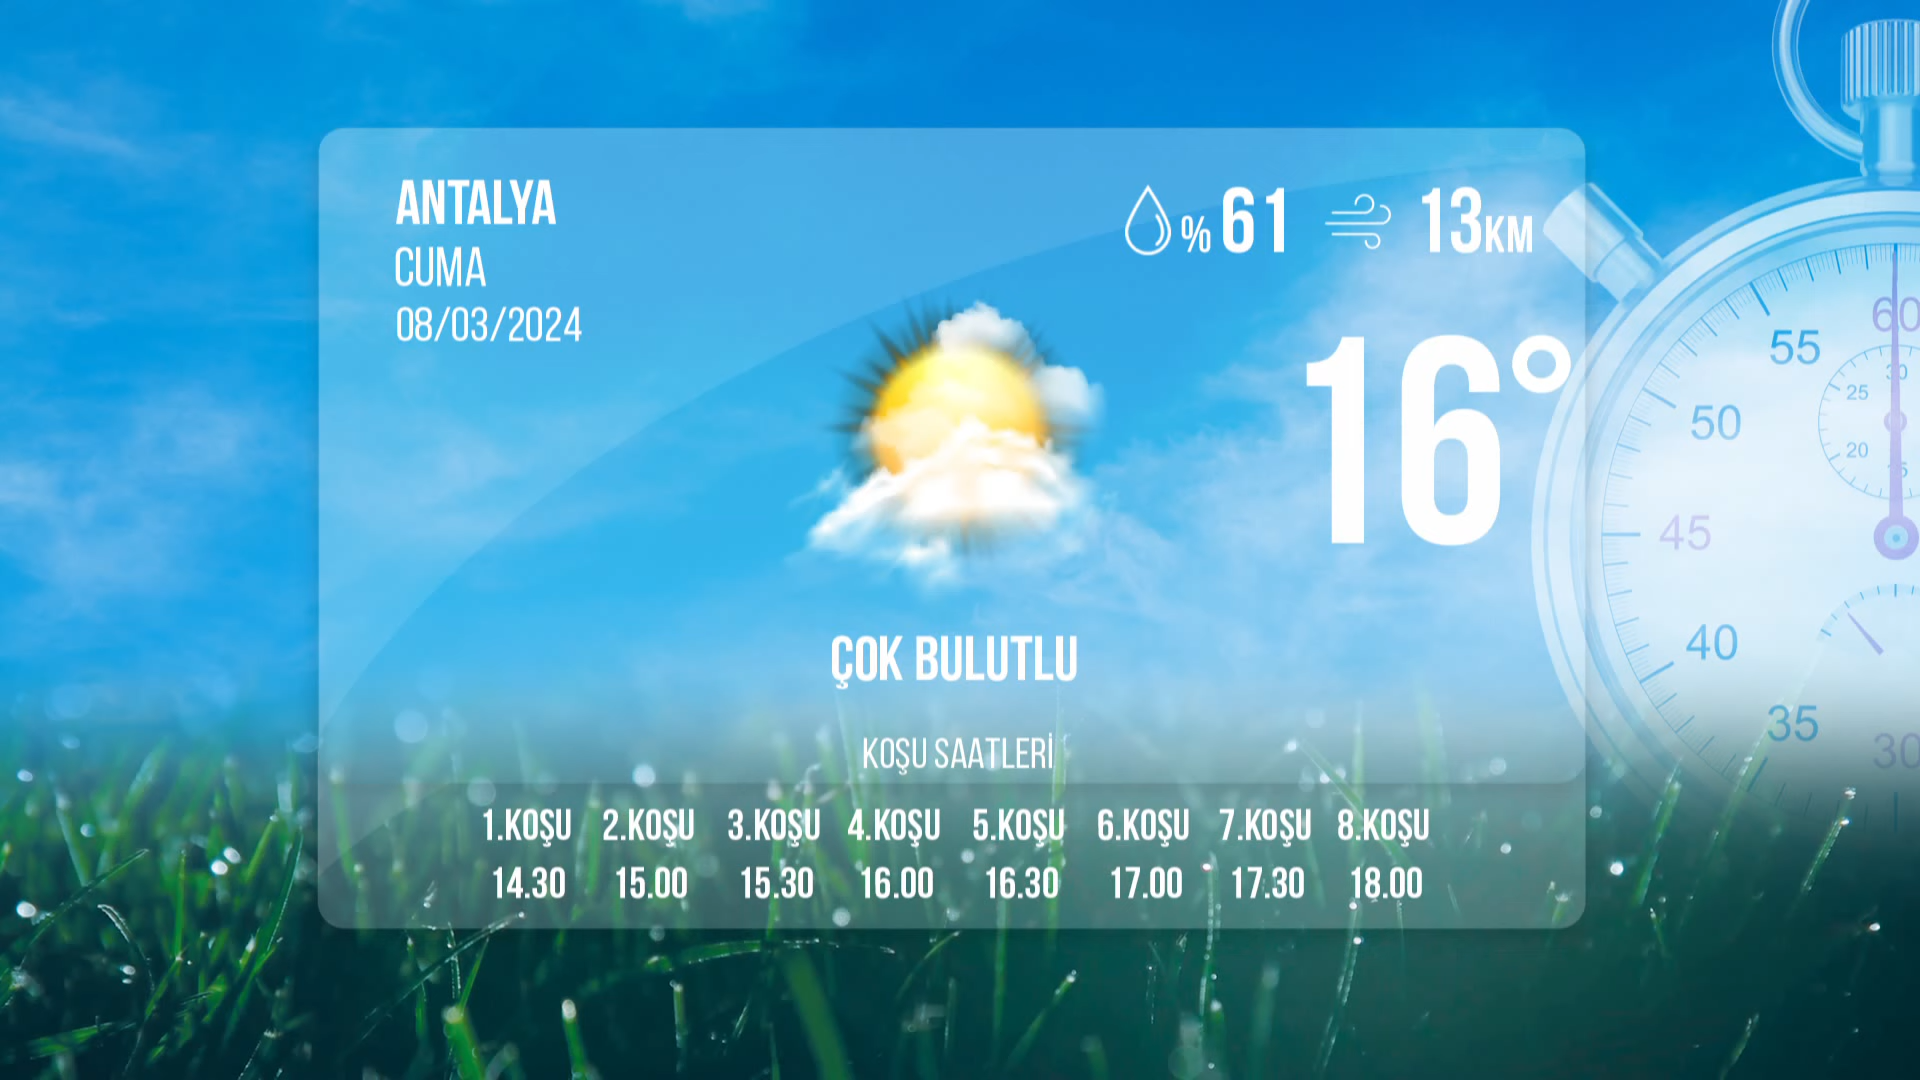 ANTALYA
CUMA
08/03/2024
%61 13KM
16°
ÇOK BULUTLU
KOŞU SAATLERİ
1.KOŞU 2.KOŞU 3.KOŞU 4.KOŞU 5.KOŞU 6.KOŞU 7.KOŞU 8.KOŞU
14.30 15.00 15.30 16.00 16.30 17.00 17.30 18.00
60
55
50
45
40
35
30
30
25
20